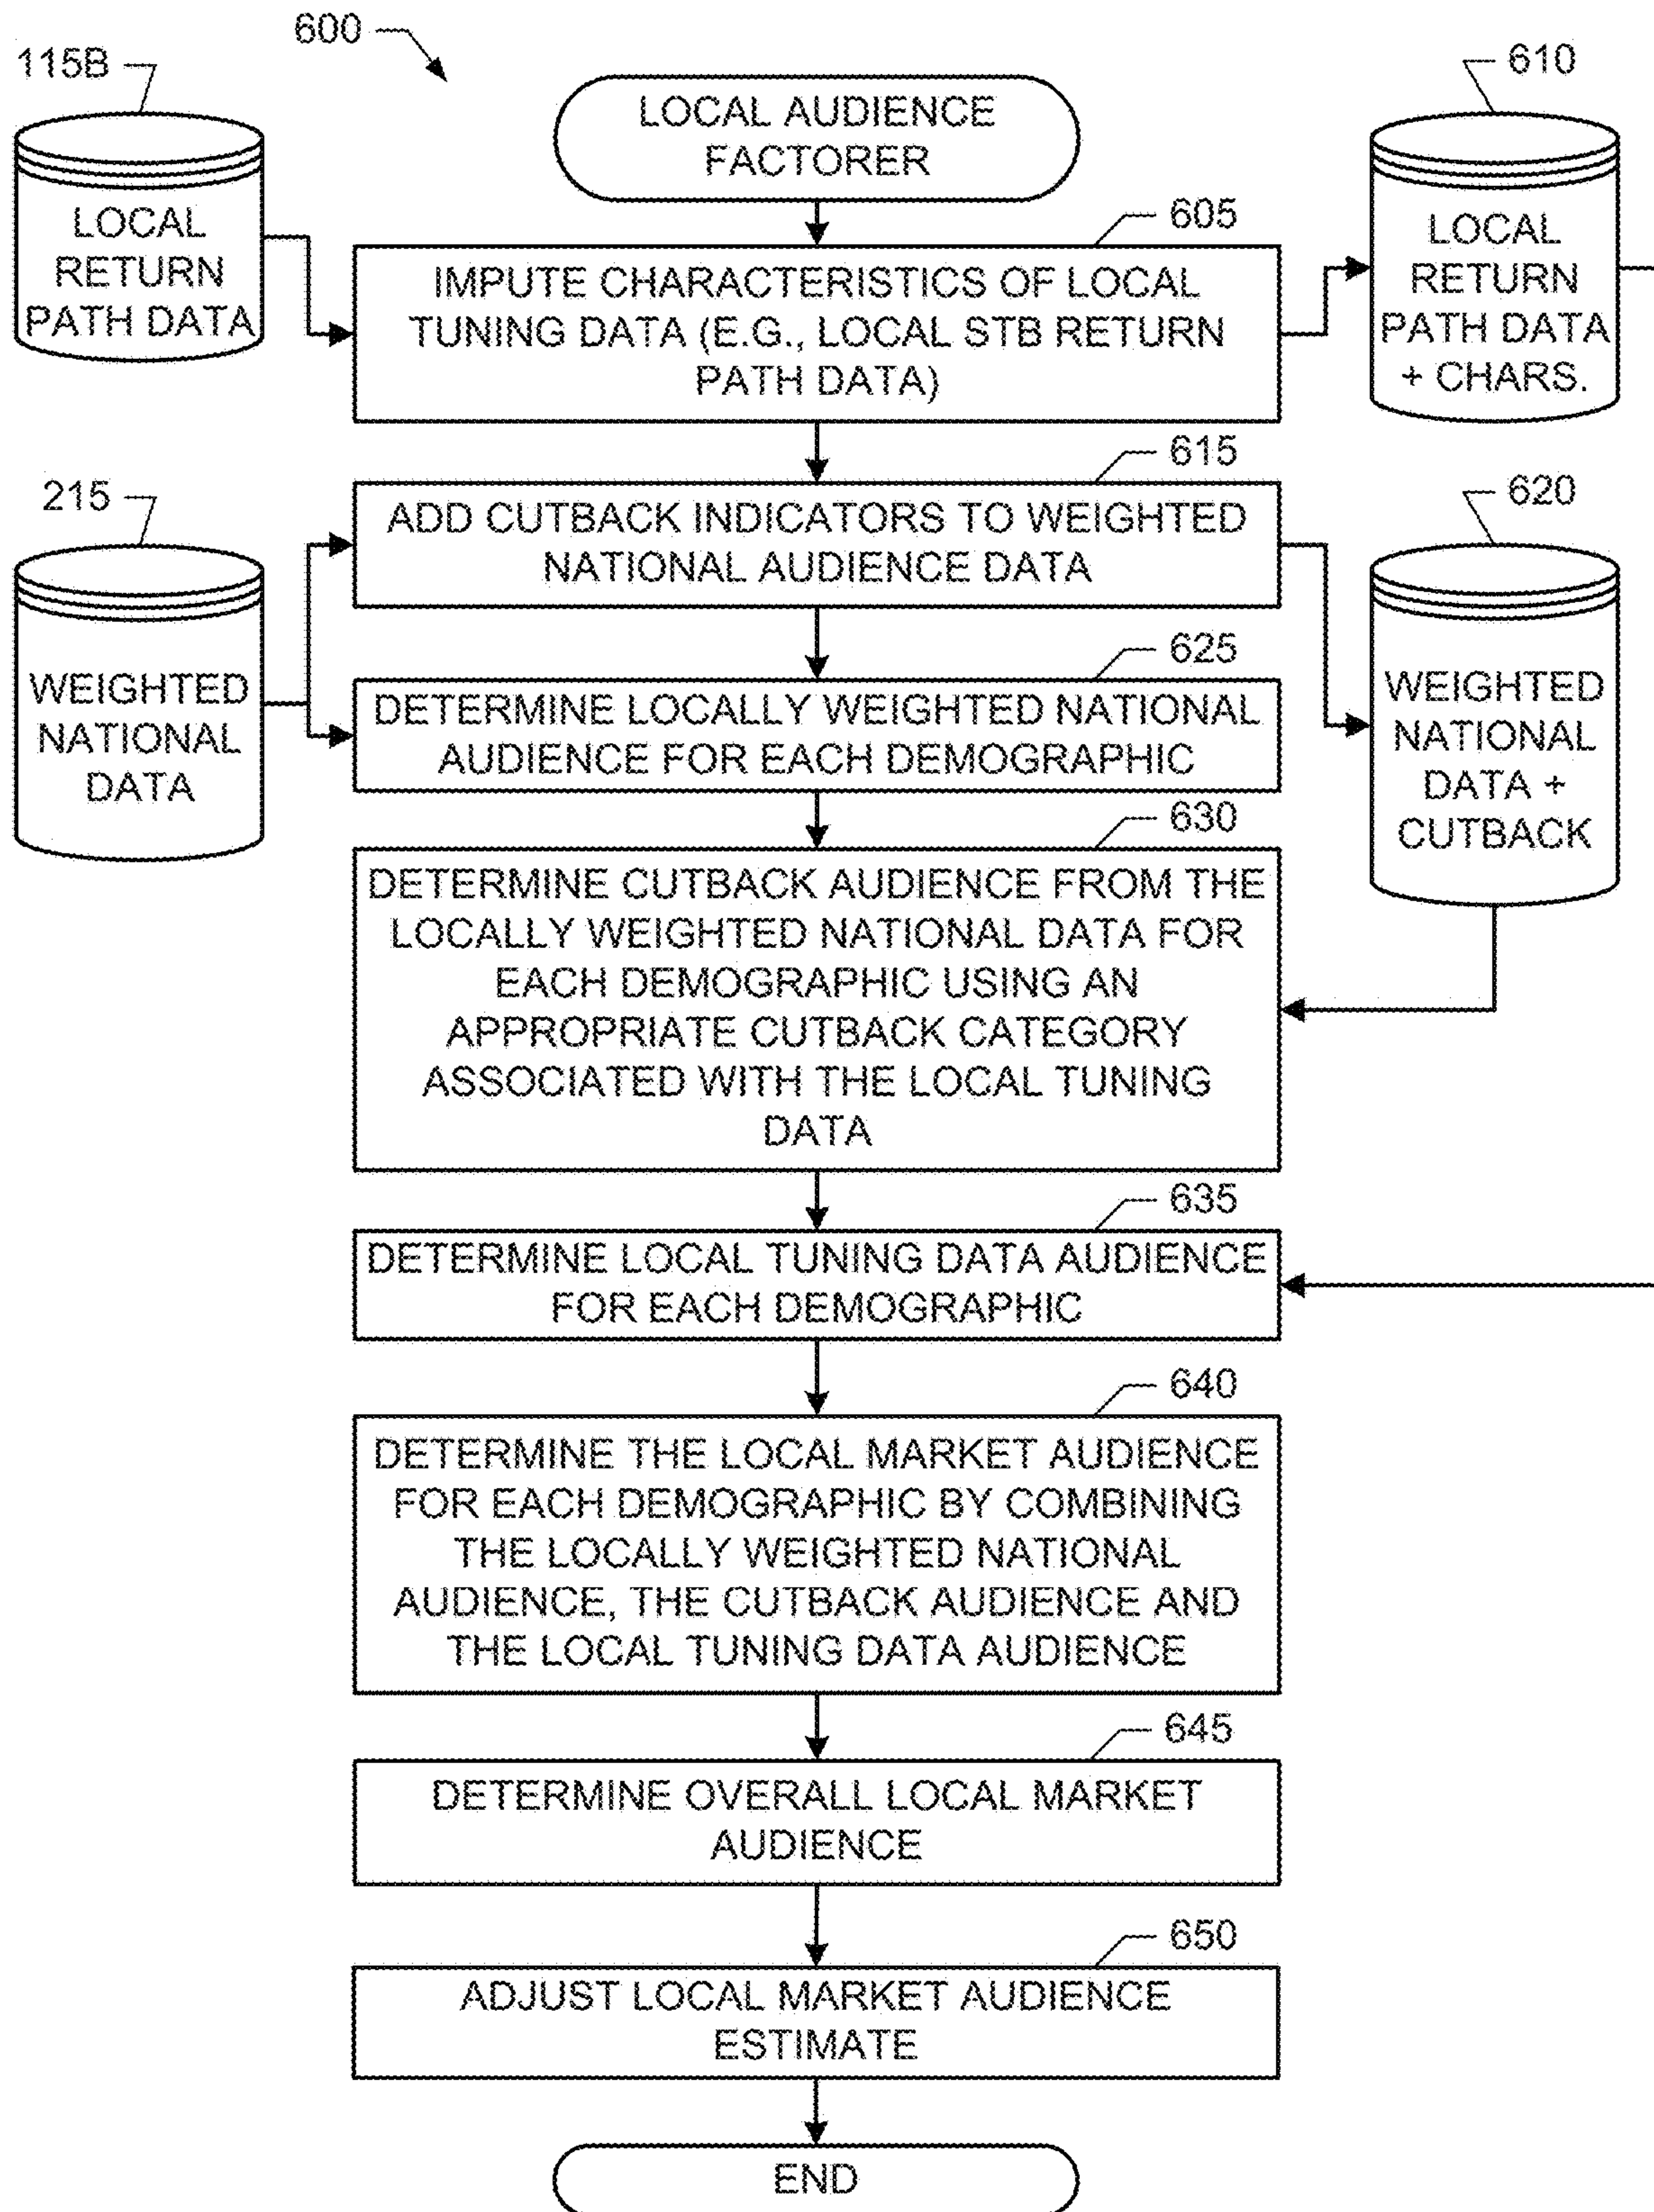 600
115B
610
LOCAL AUDIENCE
FACTORER
LOCAL
RETURN
PATH DATA
605
IMPUTE CHARACTERISTICS OF LOCAL
TUNING DATA (E.G., LOCAL STB RETURN
PATH DATA)
LOCAL
RETURN
PATH DATA
+ CHARS.
215
615
ADD CUTBACK INDICATORS TO WEIGHTED
NATIONAL AUDIENCE DATA
620
WEIGHTED
NATIONAL
DATA
625
DETERMINE LOCALLY WEIGHTED NATIONAL
AUDIENCE FOR EACH DEMOGRAPHIC
WEIGHTED
NATIONAL
DATA +
CUTBACK
630
DETERMINE CUTBACK AUDIENCE FROM THE
LOCALLY WEIGHTED NATIONAL DATA FOR
EACH DEMOGRAPHIC USING AN
APPROPRIATE CUTBACK CATEGORY
ASSOCIATED WITH THE LOCAL TUNING
DATA
635
DETERMINE LOCAL TUNING DATA AUDIENCE
FOR EACH DEMOGRAPHIC
640
DETERMINE THE LOCAL MARKET AUDIENCE
FOR EACH DEMOGRAPHIC BY COMBINING
THE LOCALLY WEIGHTED NATIONAL
AUDIENCE, THE CUTBACK AUDIENCE AND
THE LOCAL TUNING DATA AUDIENCE
645
DETERMINE OVERALL LOCAL MARKET
AUDIENCE
650
ADJUST LOCAL MARKET AUDIENCE
ESTIMATE
END